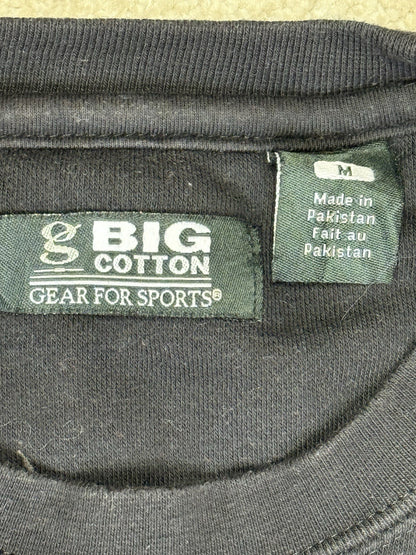 g BIG
COTTON
GEAR FOR SPORTS®
M
Made in
Pakistan
Fait au
Pakistan